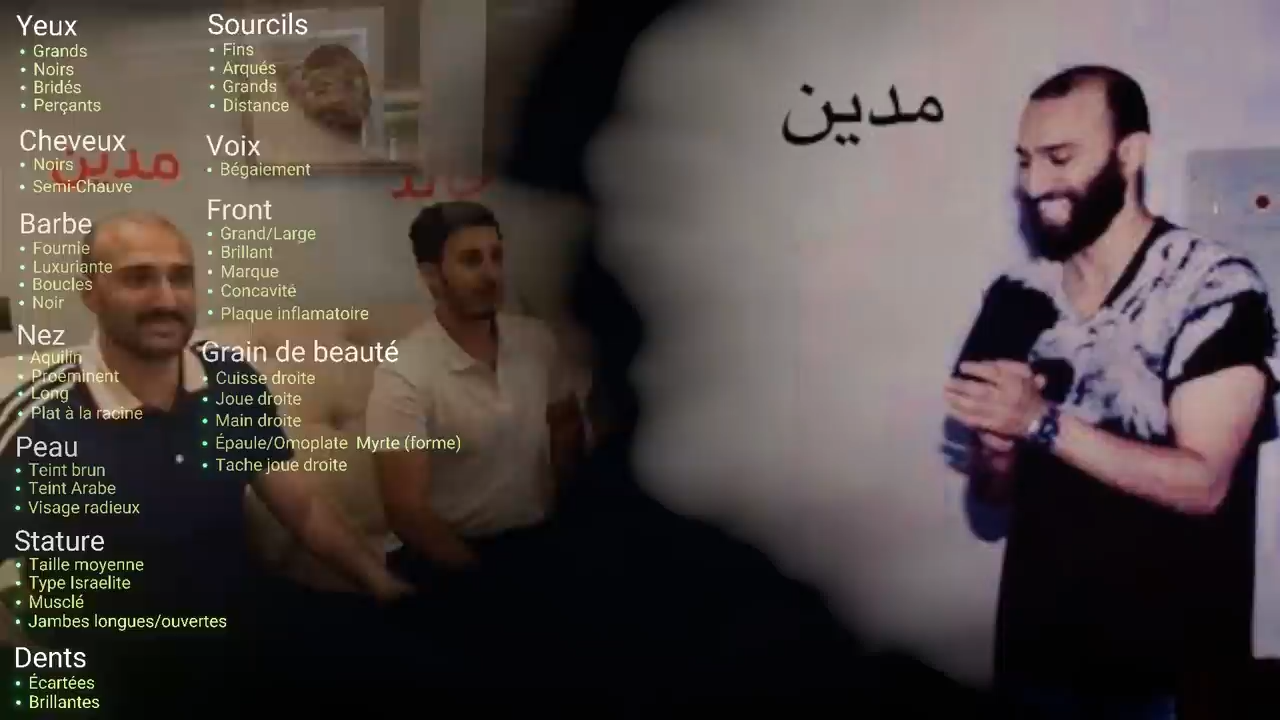 Yeux
Grands
Noirs
Bridés
Perçants
Cheveux
Noirs
Semi-Chauve
Barbe
Fournie
Luxuriante
Boucles
Noir
Nez
Aquilin
Proéminent
Long
Plat à la racine
Peau
Teint brun
Teint Arabe
Visage radieux
Stature
Taille moyenne
Type Israelite
Musclé
Jambes longues/ouvertes
Dents
Écartées
Brillantes
Sourcils
Fins
Arqués
Grands
Distance
Voix
Bégaiement
Front
Grand/Large
Brillant
Marque
Concavité
Plaque inflamatoire
Grain de beauté
Cuisse droite
Joue droite
Main droite
Épaule/Omoplate Myrte (forme)
Tache joue droite
مدين
خالد
مدين